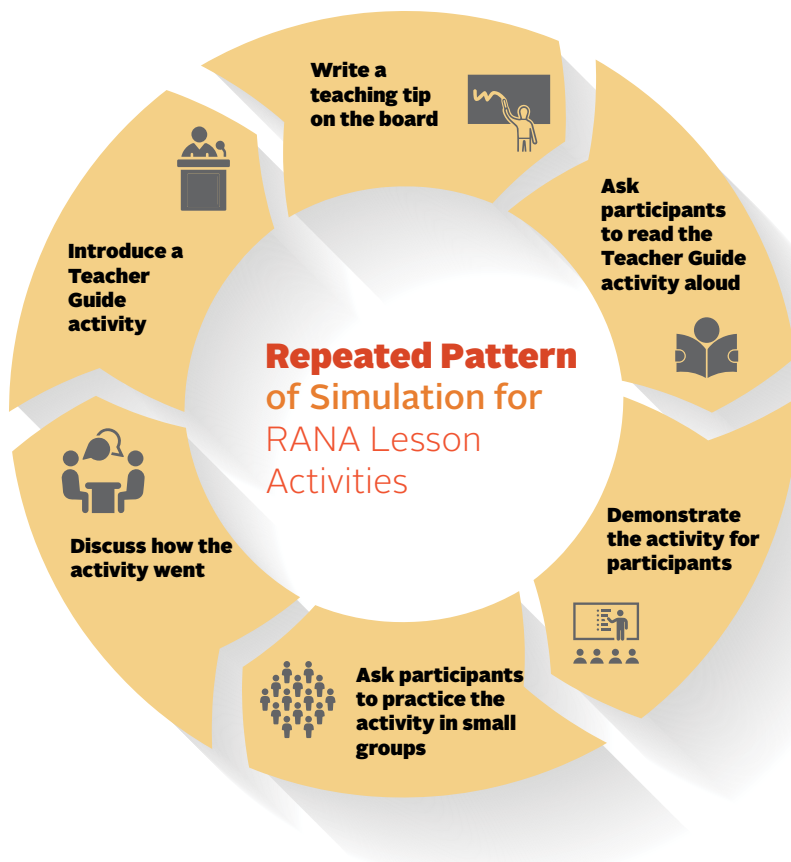 Repeated Pattern
of Simulation for
RANA Lesson
Activities
Introduce a
Teacher
Guide
activity
Write a
teaching tip
on the board
Ask
participants
to read the
Teacher Guide
activity aloud
Demonstrate
the activity for
participants
Ask participants
to practice the
activity in small
groups
Discuss how the
activity went